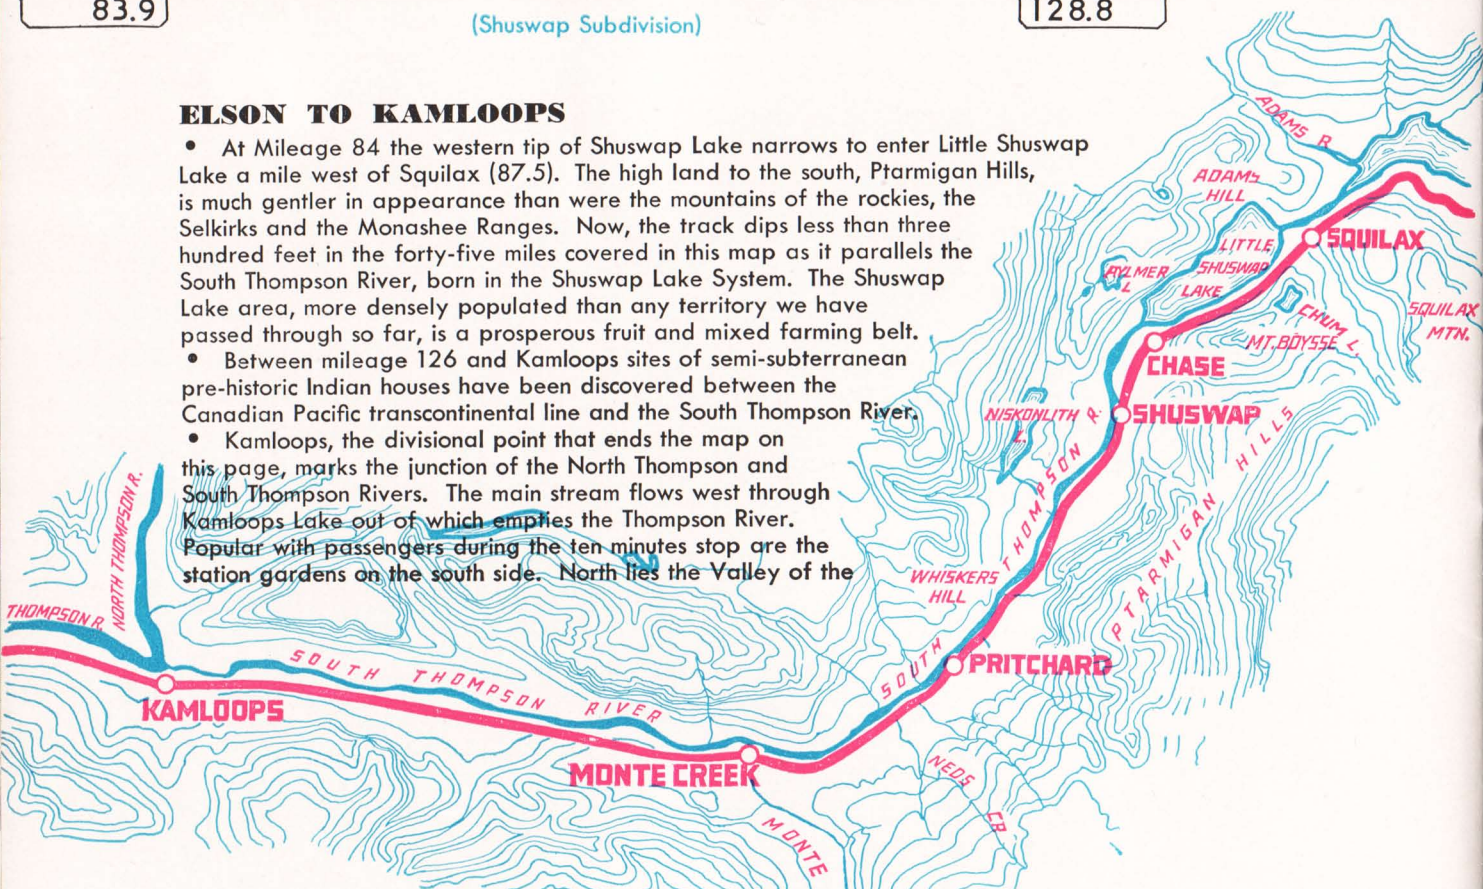 83.9
(Shuswap Subdivision)
128.8
ELSON TO KAMLOOPS
• At Mileage 84 the western tip of Shuswap Lake narrows to enter Little Shuswap
Lake a mile west of Squilax (87.5). The high land to the south, Ptarmigan Hills,
is much gentler in appearance than were the mountains of the rockies, the
Selkirks and the Monashee Ranges. Now, the track dips less than three
hundred feet in the forty-five miles covered in this map as it parallels the
South Thompson River, born in the Shuswap Lake System. The Shuswap
Lake area, more densely populated than any territory we have
passed through so far, is a prosperous fruit and mixed farming belt.
• Between mileage 126 and Kamloops sites of semi-subterranean
pre-historic Indian houses have been discovered between the
Canadian Pacific transcontinental line and the South Thompson River.
• Kamloops, the divisional point that ends the map on
this page, marks the junction of the North Thompson and
South Thompson Rivers. The main stream flows west through
Kamloops Lake out of which empties the Thompson River.
Popular with passengers during the ten minutes stop are the
station gardens on the south side. North lies the Valley of the
ADAMS R.
ADAMS
HILL
SQUILAX
LITTLE
SHUSWAP
LAKE
AYLMER
L.
CHUM L.
SQUILAX
MTN.
MT. BOYSSE
CHASE
NISKONLITH
L.
SHUSWAP
PTARMIGAN HILLS
SOUTH THOMPSON R.
WHISKERS
HILL
PRITCHARD
NORTH THOMPSON R.
THOMPSON R.
SOUTH THOMPSON RIVER
KAMLOOPS
MONTE CREEK
NEDS CR.
MONTE